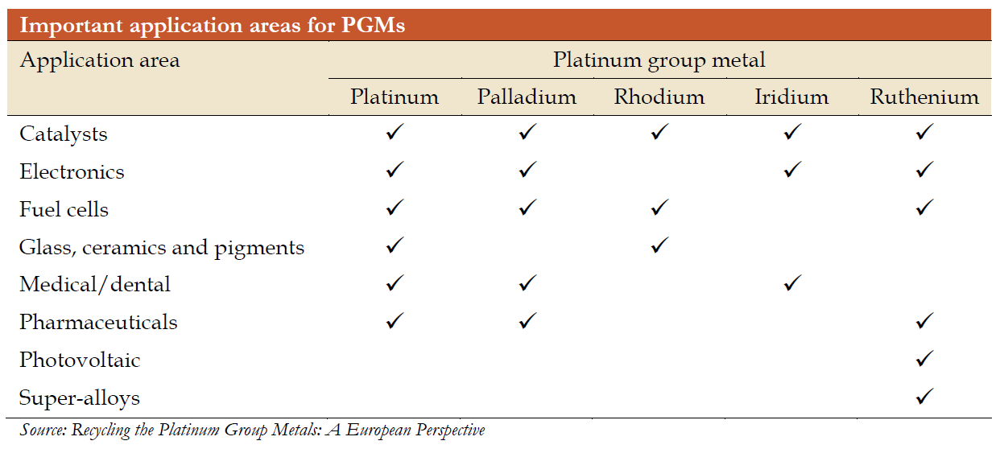 Important application areas for PGMs
Application area Platinum group metal
Platinum Palladium Rhodium Iridium Ruthenium
Catalysts ✓ ✓ ✓ ✓ ✓
Electronics ✓ ✓ ✓ ✓
Fuel cells ✓ ✓ ✓ ✓
Glass, ceramics and pigments ✓ ✓
Medical/dental ✓ ✓ ✓
Pharmaceuticals ✓ ✓ ✓
Photovoltaic ✓
Super-alloys ✓
Source: Recycling the Platinum Group Metals: A European Perspective